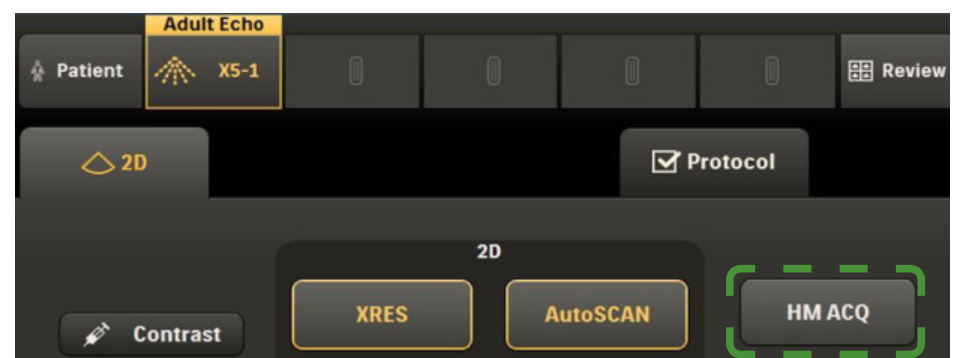 Adult Echo
Patient X5-1 Review
2D Protocol
2D
XRES AutoSCAN HM ACQ
Contrast